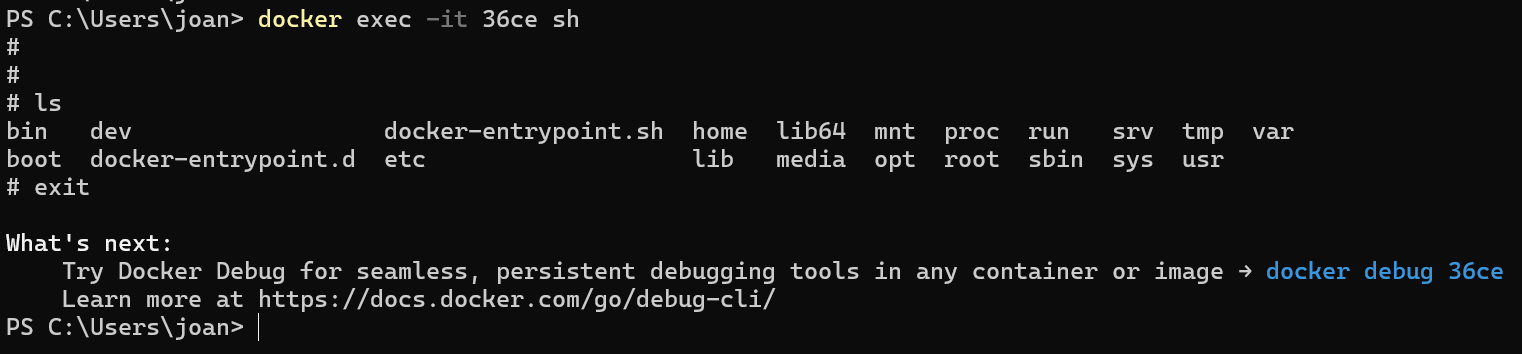 PS C:\Users\joan> docker exec -it 36ce sh
#
#
# ls
bin   dev                  docker-entrypoint.sh  home  lib64  mnt  proc  run   srv  tmp  var
boot  docker-entrypoint.d  etc                   lib   media  opt  root  sbin  sys  usr
# exit

What's next:
    Try Docker Debug for seamless, persistent debugging tools in any container or image → docker debug 36ce
    Learn more at https://docs.docker.com/go/debug-cli/
PS C:\Users\joan>